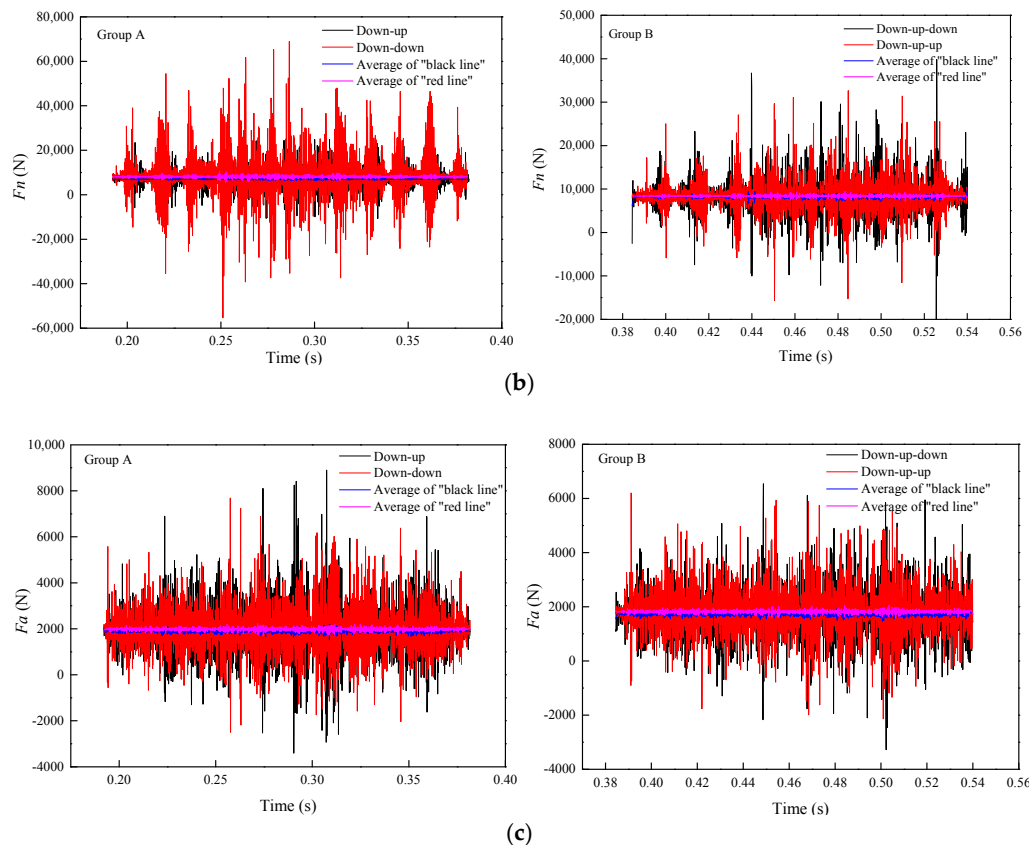 80,000
60,000
40,000
20,000
0
-20,000
-40,000
-60,000
Fn (N)
Group A
Down-up
Down-down
Average of "black line"
Average of "red line"
0.20
0.25
0.30
0.35
0.40
Time (s)
50,000
40,000
30,000
20,000
10,000
0
-10,000
-20,000
Fn (N)
Group B
Down-up-down
Down-up-up
Average of "black line"
Average of "red line"
0.38
0.40
0.42
0.44
0.46
0.48
0.50
0.52
0.54
0.56
Time (s)
(b)
10,000
8000
6000
4000
2000
0
-2000
-4000
Fa (N)
Group A
Down-up
Down-down
Average of "black line"
Average of "red line"
0.20
0.25
0.30
0.35
0.40
Time (s)
8000
6000
4000
2000
0
-2000
-4000
Fa (N)
Group B
Down-up-down
Down-up-up
Average of "black line"
Average of "red line"
0.38
0.40
0.42
0.44
0.46
0.48
0.50
0.52
0.54
0.56
Time (s)
(c)